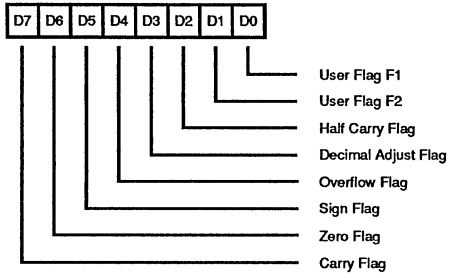 D7 D6 D5 D4 D3 D2 D1 D0
User Flag F1
User Flag F2
Half Carry Flag
Decimal Adjust Flag
Overflow Flag
Sign Flag
Zero Flag
Carry Flag